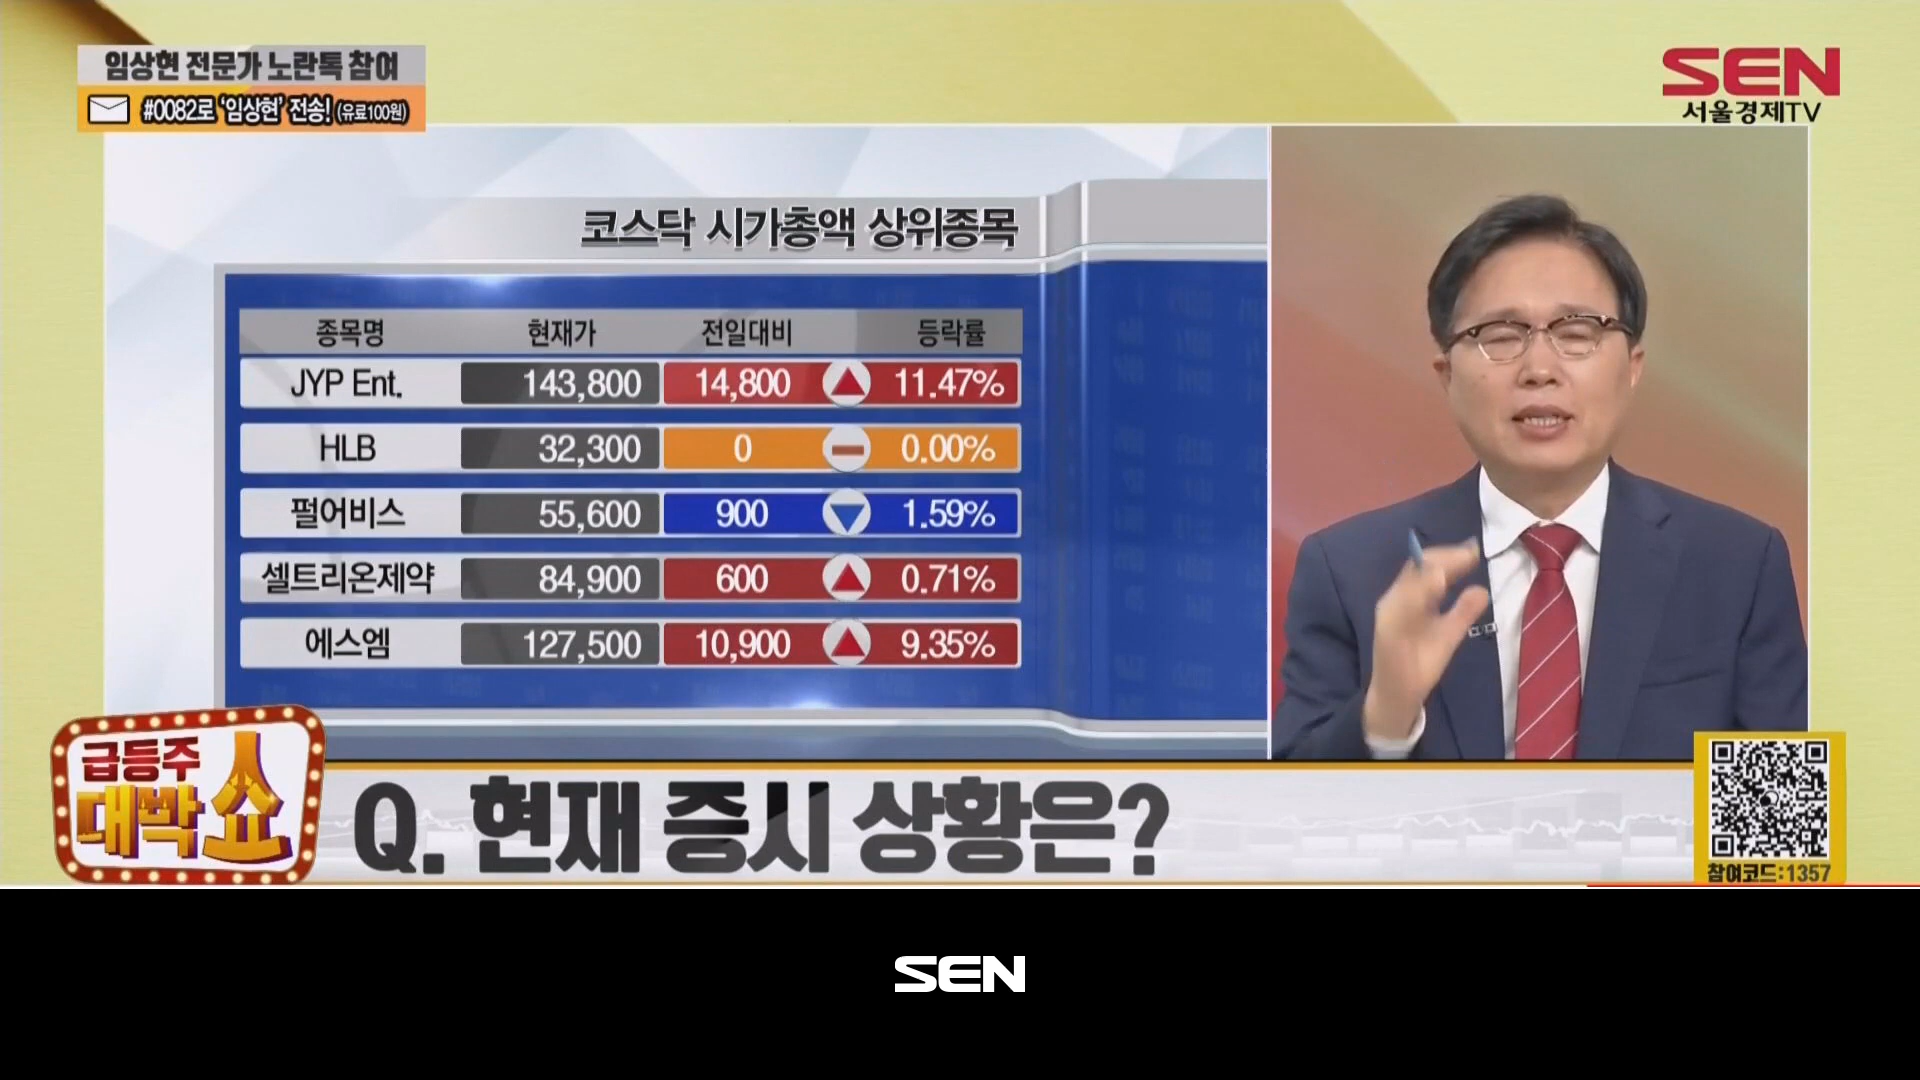 임상현 전문가 노란톡 참여
#0082로 '임상현' 전송! (유료100원)
SEN
서울경제TV
코스닥 시가총액 상위종목
종목명 현재가 전일대비 등락률
JYP Ent. 143,800 14,800 ▲ 11.47%
HLB 32,300 0 - 0.00%
펄어비스 55,600 900 ▼ 1.59%
셀트리온제약 84,900 600 ▲ 0.71%
에스엠 127,500 10,900 ▲ 9.35%
급등주
대박쇼
Q. 현재 증시 상황은?
참여코드:1357
SEN